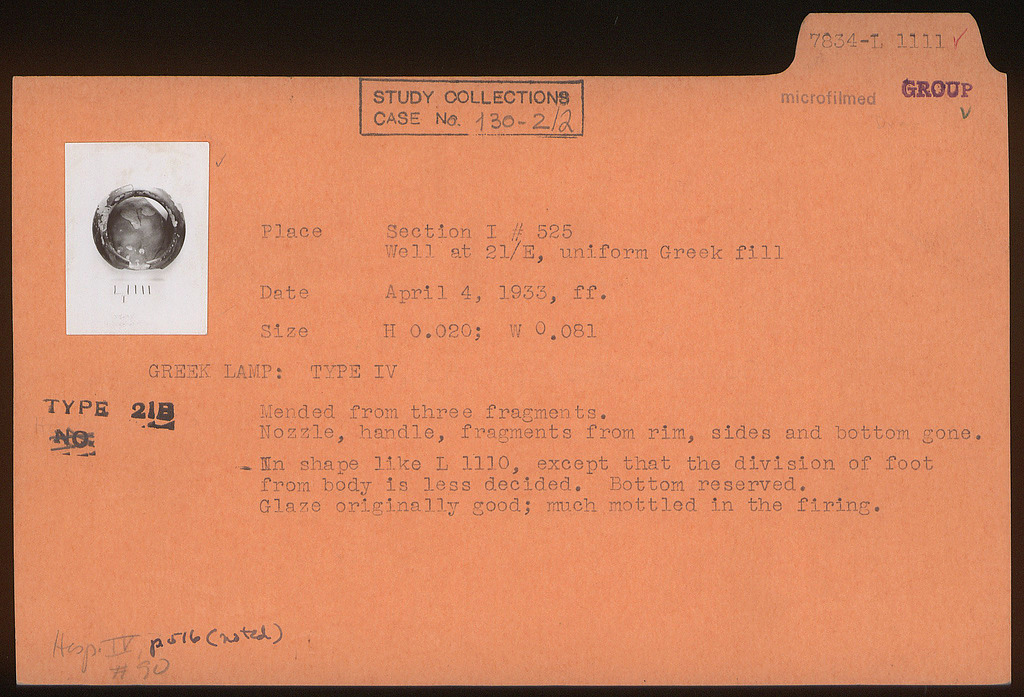 7834-L 1111 ✓
microfilmed GROUP
✓
STUDY COLLECTIONS
CASE No. 130-2/2
Place Section I # 525
Well at 21/E, uniform Greek fill
Date April 4, 1933, ff.
Size H 0.020; W 0.081
GREEK LAMP: TYPE IV
TYPE 21B
NO.
Mended from three fragments.
Nozzle, handle, fragments from rim, sides and bottom gone.
In shape like L 1110, except that the division of foot
from body is less decided. Bottom reserved.
Glaze originally good; much mottled in the firing.
Hesp. IV, p 516 (noted)
# 90